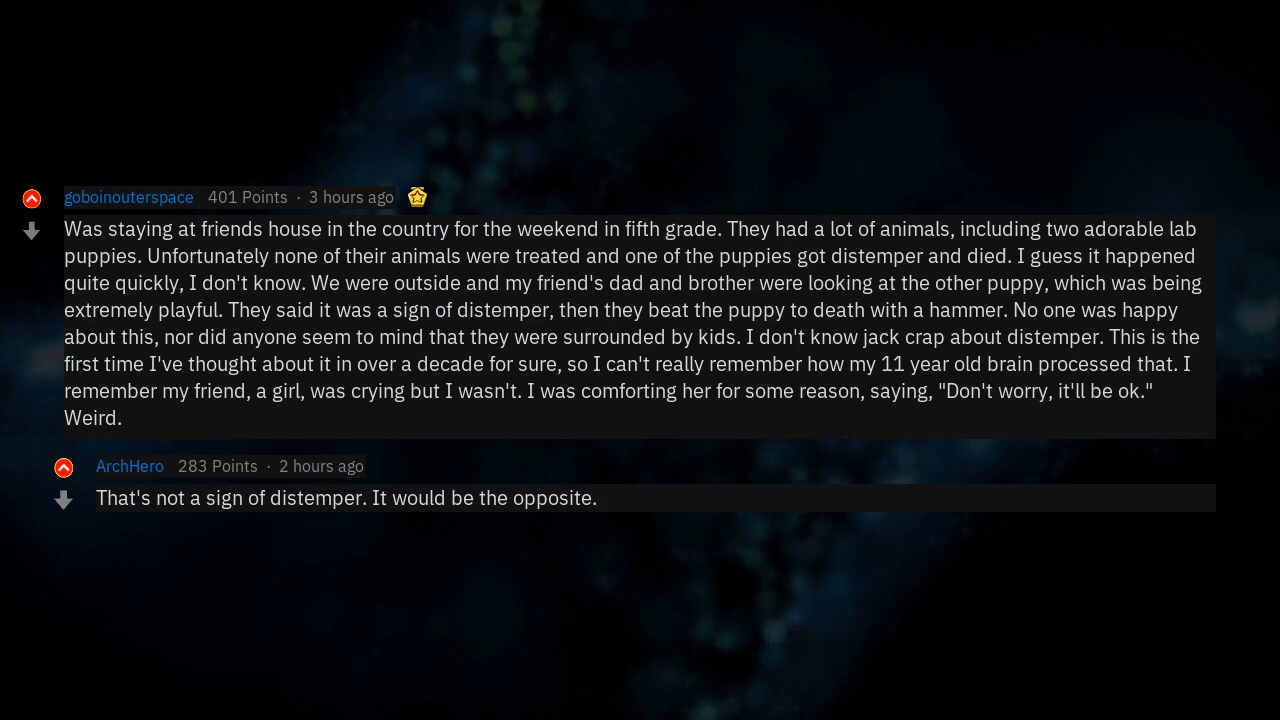 goboinouterspace 401 Points · 3 hours ago
Was staying at friends house in the country for the weekend in fifth grade. They had a lot of animals, including two adorable lab
puppies. Unfortunately none of their animals were treated and one of the puppies got distemper and died. I guess it happened
quite quickly, I don't know. We were outside and my friend's dad and brother were looking at the other puppy, which was being
extremely playful. They said it was a sign of distemper, then they beat the puppy to death with a hammer. No one was happy
about this, nor did anyone seem to mind that they were surrounded by kids. I don't know jack crap about distemper. This is the
first time I've thought about it in over a decade for sure, so I can't really remember how my 11 year old brain processed that. I
remember my friend, a girl, was crying but I wasn't. I was comforting her for some reason, saying, "Don't worry, it'll be ok."
Weird.
ArchHero 283 Points · 2 hours ago
That's not a sign of distemper. It would be the opposite.